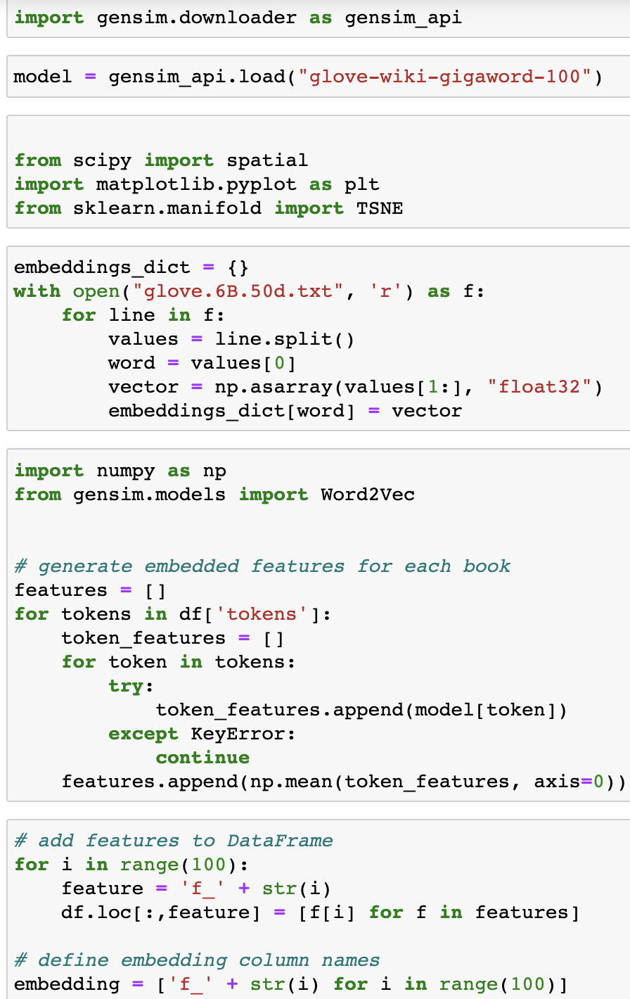 import gensim.downloader as gensim_api
model = gensim_api.load("glove-wiki-gigaword-100")
from scipy import spatial
import matplotlib.pyplot as plt
from sklearn.manifold import TSNE
embeddings_dict = {}
with open("glove.6B.50d.txt", 'r') as f:
    for line in f:
        values = line.split()
        word = values[0]
        vector = np.asarray(values[1:], "float32")
        embeddings_dict[word] = vector
import numpy as np
from gensim.models import Word2Vec
# generate embedded features for each book
features = []
for tokens in df['tokens']:
    token_features = []
    for token in tokens:
        try:
            token_features.append(model[token])
        except KeyError:
            continue
    features.append(np.mean(token_features, axis=0))
# add features to DataFrame
for i in range(100):
    feature = 'f_' + str(i)
    df.loc[:,feature] = [f[i] for f in features]
# define embedding column names
embedding = ['f_' + str(i) for i in range(100)]